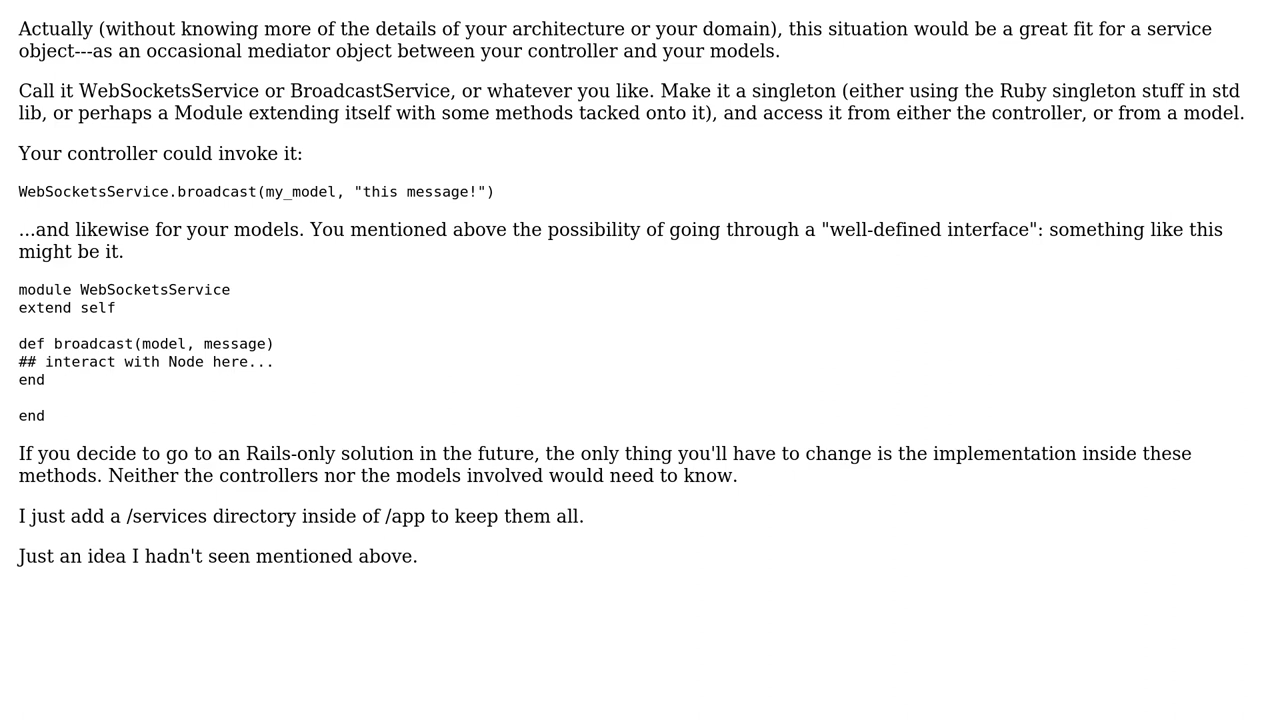 Actually (without knowing more of the details of your architecture or your domain), this situation would be a great fit for a service
object---as an occasional mediator object between your controller and your models.
Call it WebSocketsService or BroadcastService, or whatever you like. Make it a singleton (either using the Ruby singleton stuff in std
lib, or perhaps a Module extending itself with some methods tacked onto it), and access it from either the controller, or from a model.
Your controller could invoke it:
WebSocketsService.broadcast(my_model, "this message!")
...and likewise for your models. You mentioned above the possibility of going through a "well-defined interface": something like this
might be it.
module WebSocketsService
extend self
def broadcast(model, message)
## interact with Node here...
end
end
If you decide to go to an Rails-only solution in the future, the only thing you'll have to change is the implementation inside these
methods. Neither the controllers nor the models involved would need to know.
I just add a /services directory inside of /app to keep them all.
Just an idea I hadn't seen mentioned above.